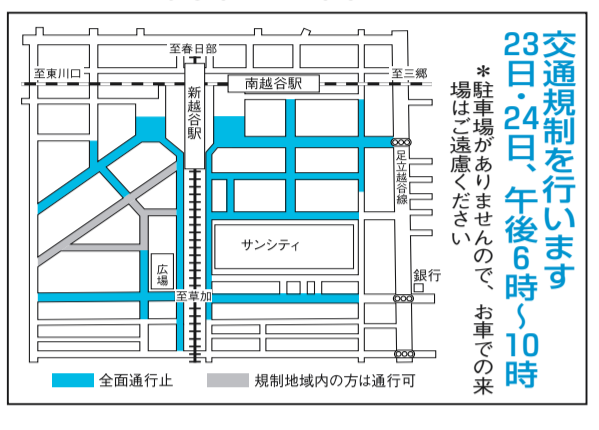 交通規制を行います
23日・24日、午後6時～10時
＊駐車場がありませんので、お車での来
場はご遠慮ください
至春日部
至東川口
南越谷駅
至三郷
新越谷駅
足立越谷線
サンシティ
広場
銀行
至草加
全面通行止
規制地域内の方は通行可